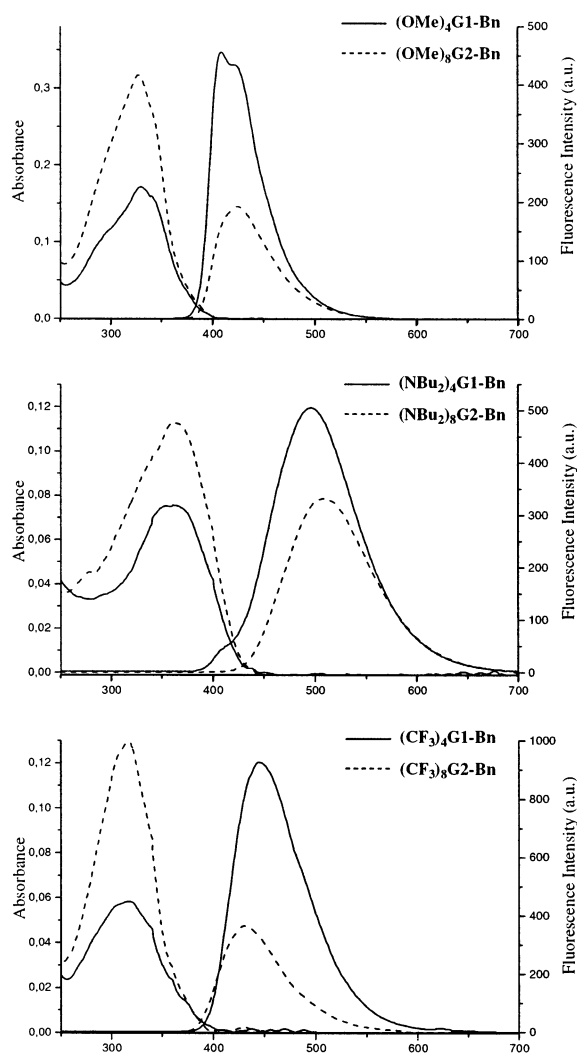 (OMe)₄G1-Bn
(OMe)₈G2-Bn
Absorbance
0,3
0,2
0,1
0,0
Fluorescence Intensity (a.u.)
500
400
300
200
100
0
300 400 500 600 700
(NBu₂)₄G1-Bn
(NBu₂)₈G2-Bn
Absorbance
0,12
0,10
0,08
0,06
0,04
0,02
0,00
Fluorescence Intensity (a.u.)
500
400
300
200
100
0
300 400 500 600 700
(CF₃)₄G1-Bn
(CF₃)₈G2-Bn
Absorbance
0,12
0,10
0,08
0,06
0,04
0,02
0,00
Fluorescence Intensity (a.u.)
1000
800
600
400
200
0
300 400 500 600 700